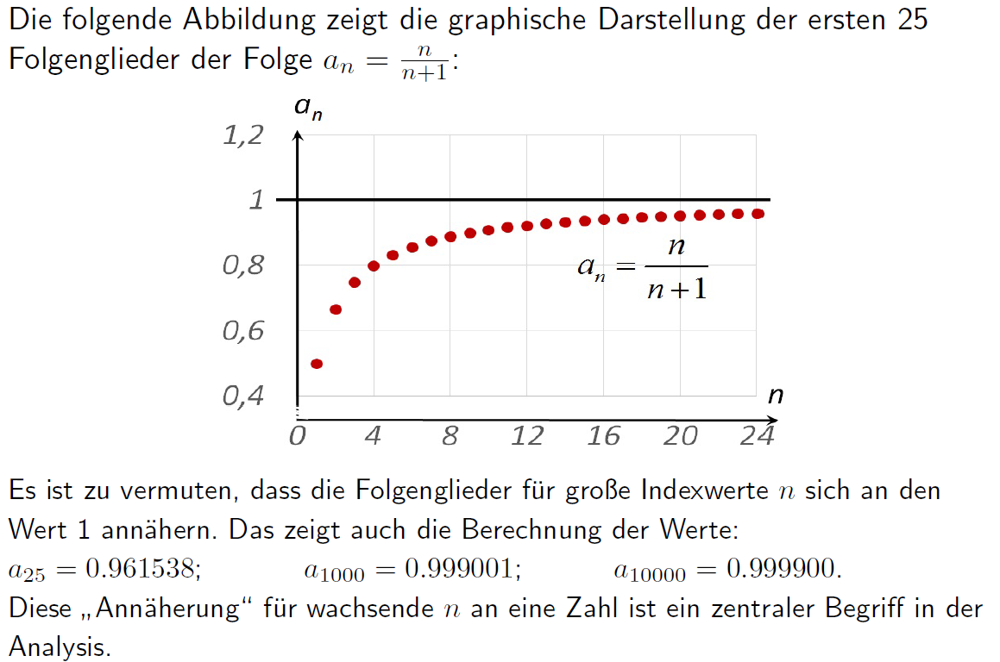 Die folgende Abbildung zeigt die graphische Darstellung der ersten 25
Folgenglieder der Folge $a_n = \frac{n}{n+1}$:
$a_n$
1,2
1
0,8
$a_n = \frac{n}{n+1}$
0,6
0,4
n
0 4 8 12 16 20 24
Es ist zu vermuten, dass die Folgenglieder für große Indexwerte $n$ sich an den
Wert 1 annähern. Das zeigt auch die Berechnung der Werte:
$a_{25} = 0.961538$; $a_{1000} = 0.999001$; $a_{10000} = 0.999900$.
Diese „Annäherung“ für wachsende $n$ an eine Zahl ist ein zentraler Begriff in der
Analysis.